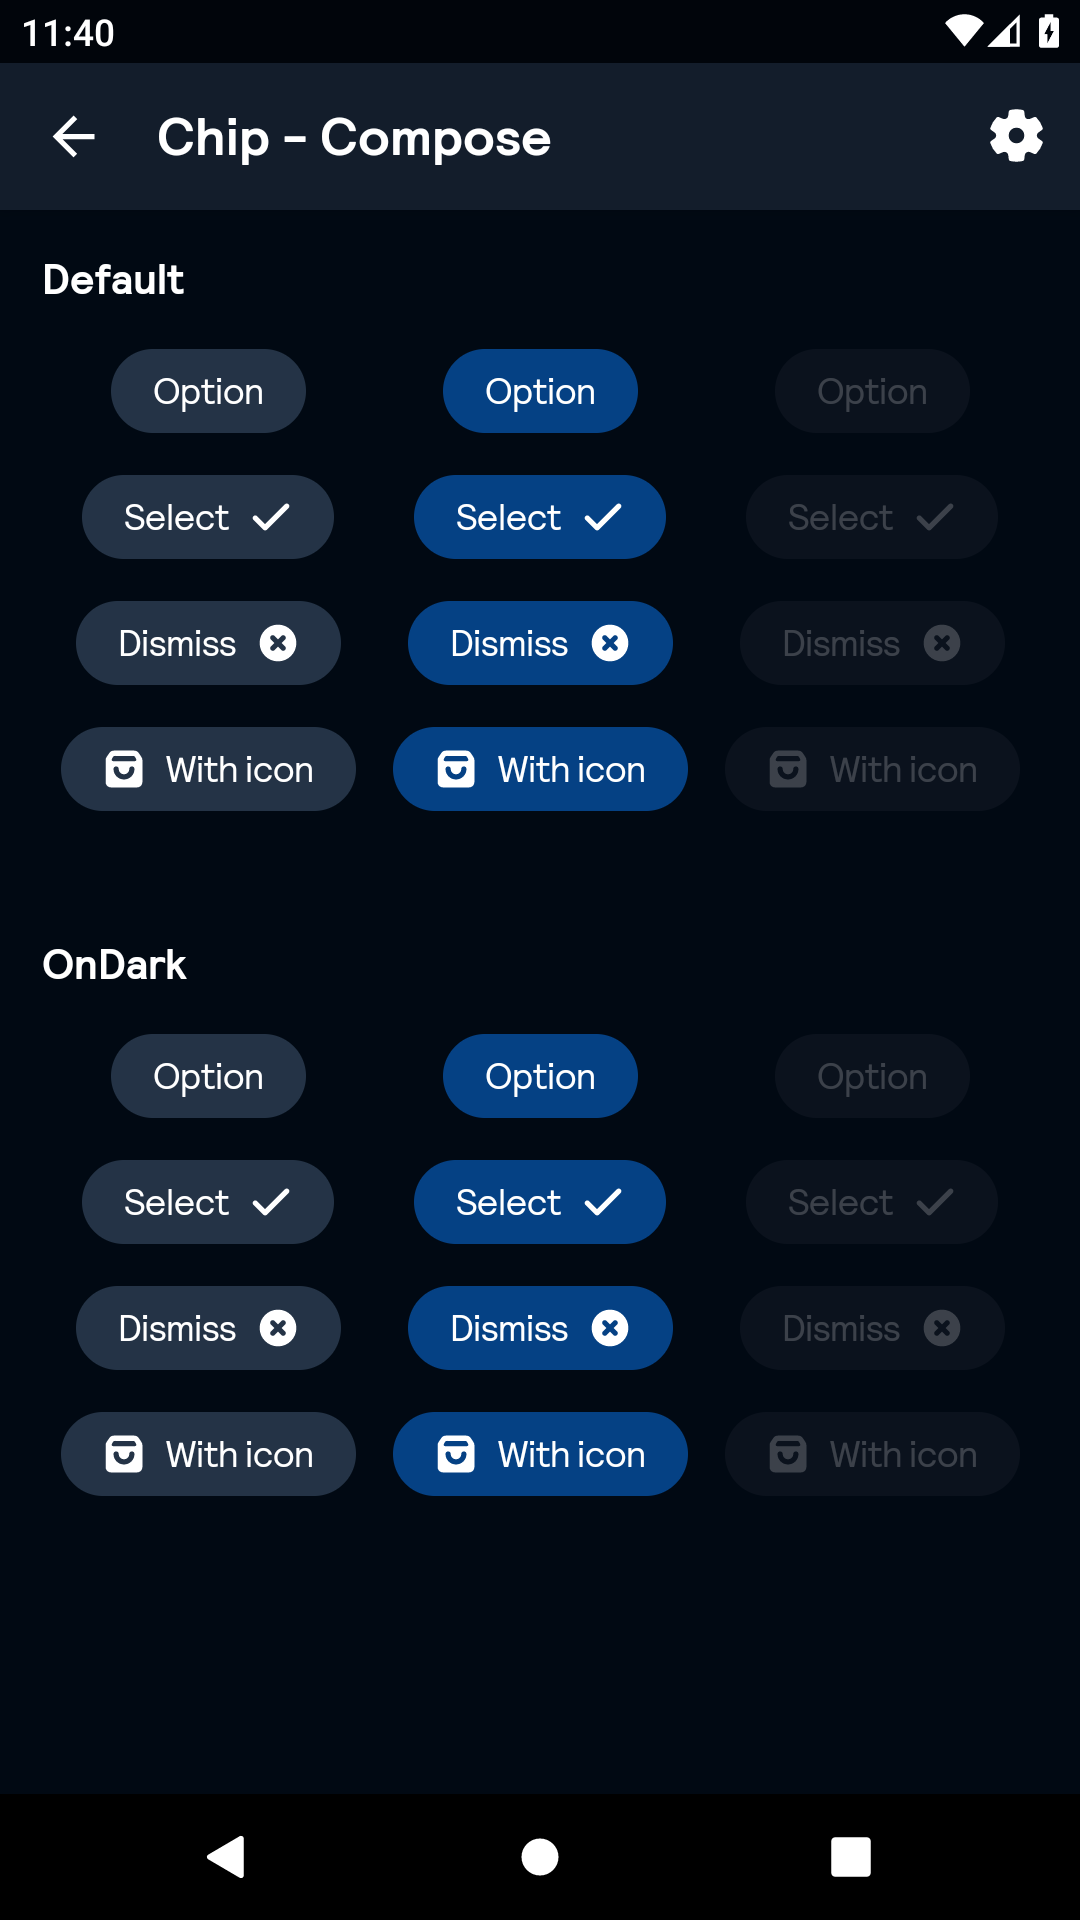 11:40
Chip - Compose
Default
Option Option Option
Select Select Select
Dismiss Dismiss Dismiss
With icon With icon With icon
OnDark
Option Option Option
Select Select Select
Dismiss Dismiss Dismiss
With icon With icon With icon